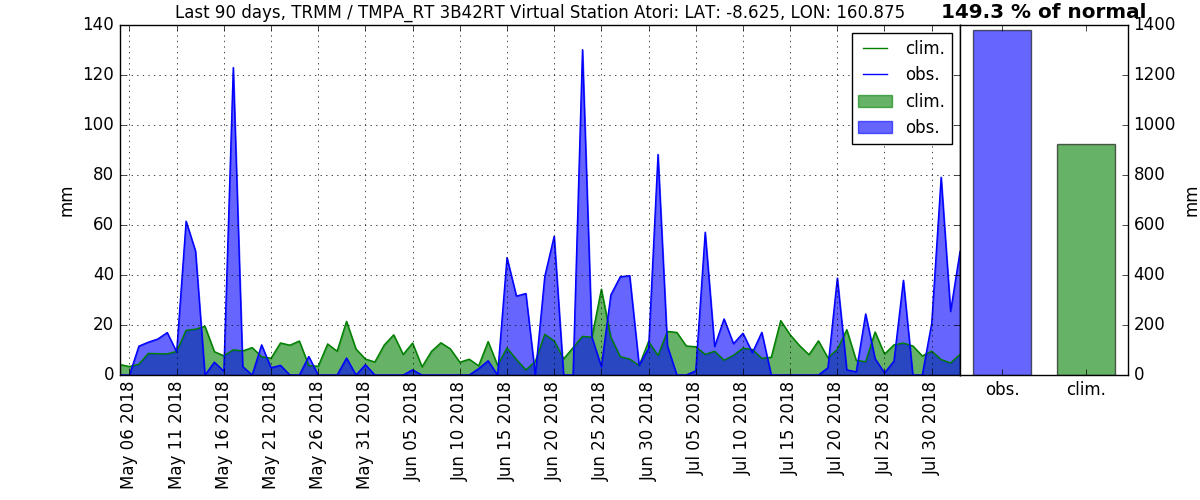 Last 90 days, TRMM / TMPA_RT 3B42RT Virtual Station Atori: LAT: -8.625, LON: 160.875
149.3 % of normal
140
120
100
80
60
40
20
0
mm
clim.
obs.
clim.
obs.
May 06 2018
May 11 2018
May 16 2018
May 21 2018
May 26 2018
May 31 2018
Jun 05 2018
Jun 10 2018
Jun 15 2018
Jun 20 2018
Jun 25 2018
Jun 30 2018
Jul 05 2018
Jul 10 2018
Jul 15 2018
Jul 20 2018
Jul 25 2018
Jul 30 2018
obs.
clim.
1400
1200
1000
800
600
400
200
0
mm